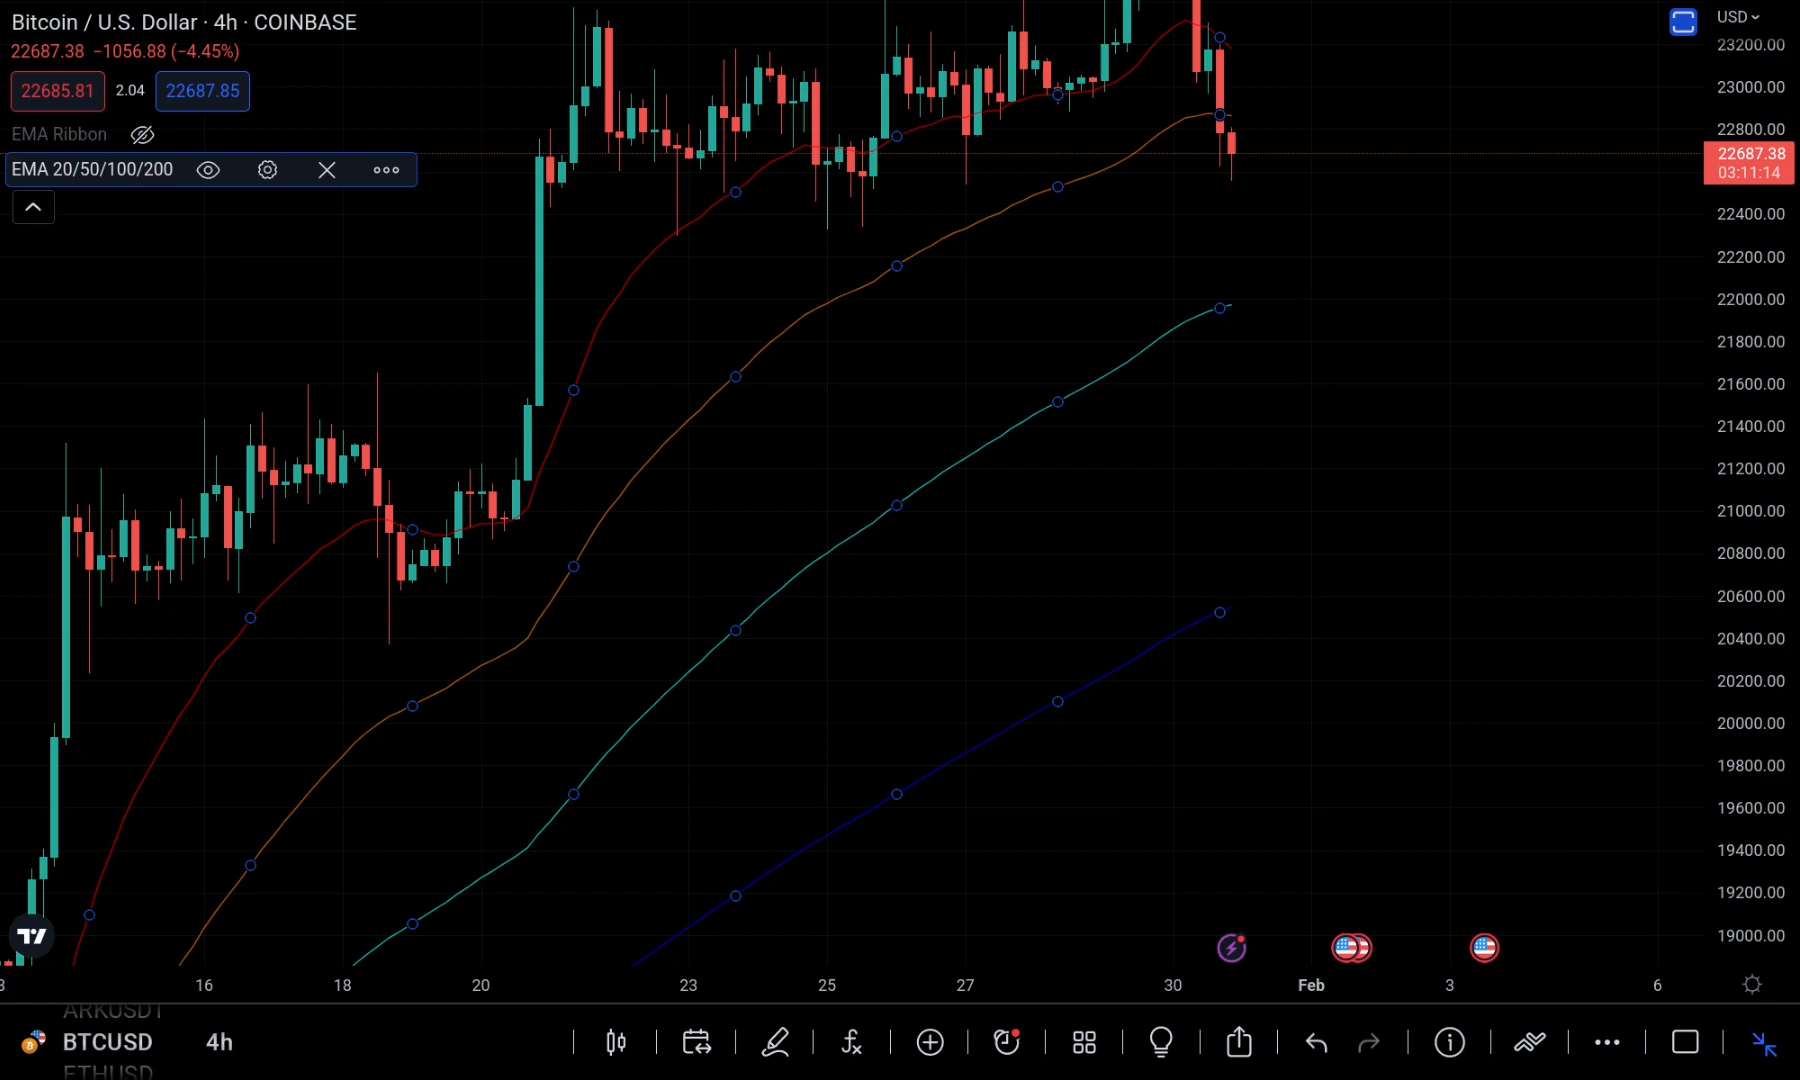 Bitcoin / U.S. Dollar · 4h · COINBASE
22687.38 −1056.88 (−4.45%)
22685.81 2.04 22687.85
EMA Ribbon
EMA 20/50/100/200
USD
23200.00
23000.00
22800.00
22687.38
03:11:14
22400.00
22200.00
22000.00
21800.00
21600.00
21400.00
21200.00
21000.00
20800.00
20600.00
20400.00
20200.00
20000.00
19800.00
19600.00
19400.00
19200.00
19000.00
3 16 18 20 23 25 27 30 Feb 3 6
ARKUSDT
BTCUSD 4h
ETHUSD